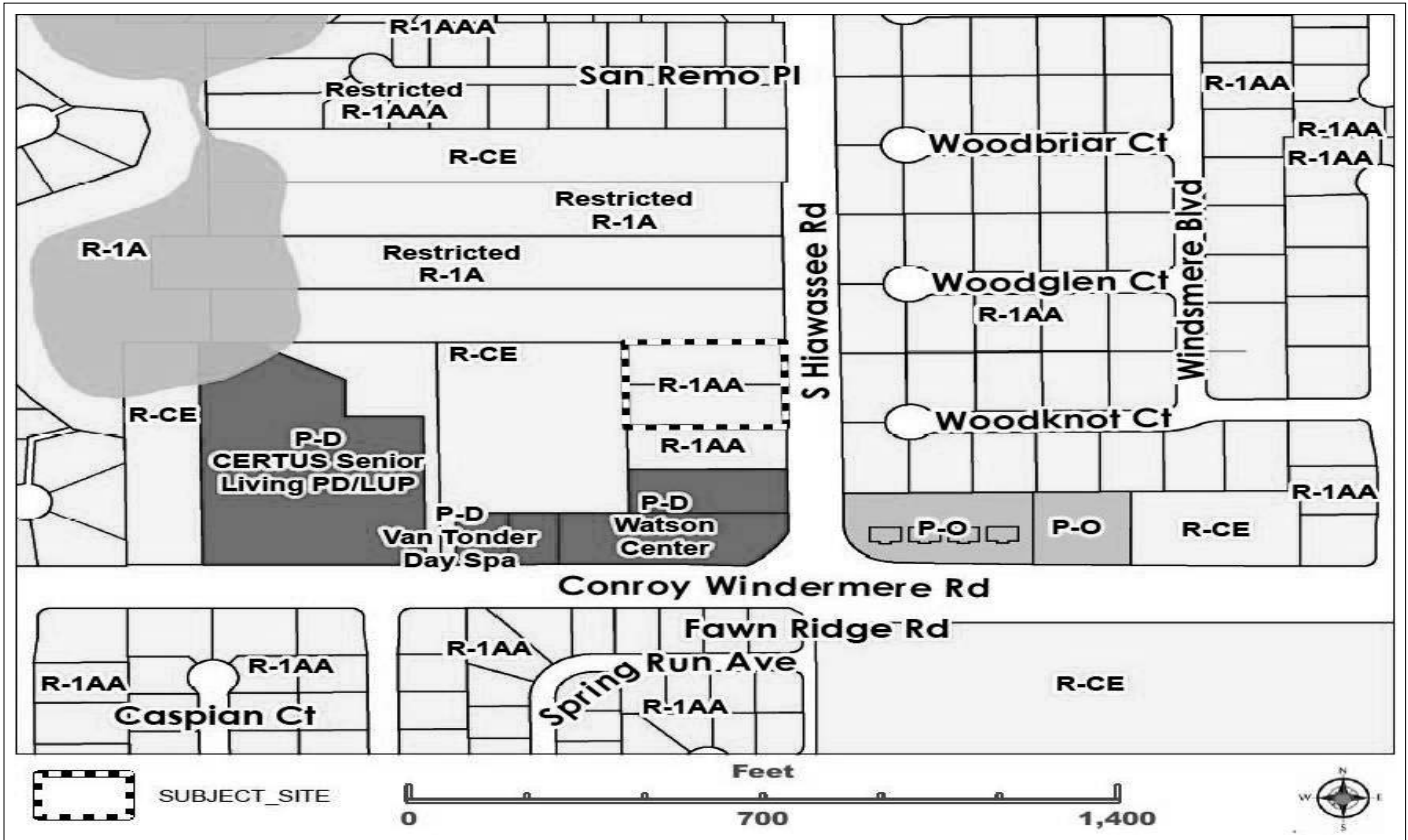 R-1AAA
San Remo Pl
Restricted
R-1AAA
R-1AA
R-1AA
R-1AA
Woodbriar Ct
R-CE
Restricted
R-1A
R-1A
Restricted
R-1A
S Hiawassee Rd
Windsmere Blvd
Woodglen Ct
R-1AA
R-CE
R-1AA
R-CE
Woodknot Ct
R-1AA
P-D
CERTUS Senior
Living PD/LUP
P-D
Van Tonder
Day Spa
P-D
Watson
Center
P-O
P-O
R-CE
R-1AA
Conroy Windermere Rd
Fawn Ridge Rd
R-1AA
R-1AA
R-1AA
Spring Run Ave
R-1AA
R-CE
Caspian Ct
SUBJECT_SITE
Feet
0
700
1,400
N
W
E
S